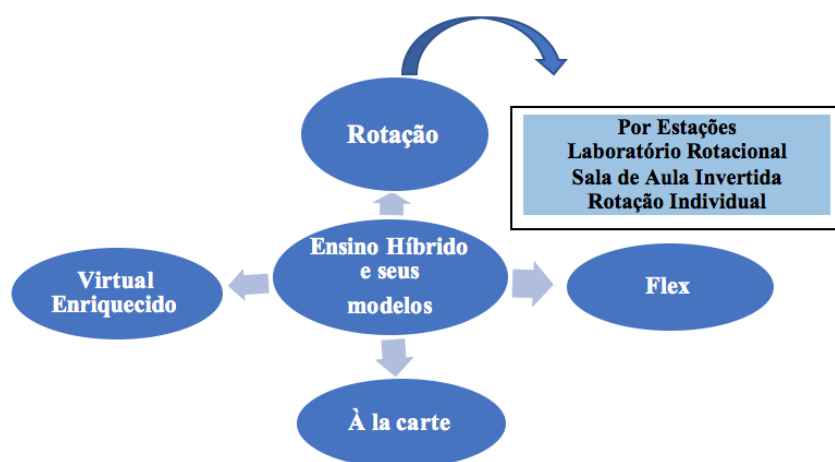 Rotação
Por Estações
Laboratório Rotacional
Sala de Aula Invertida
Rotação Individual
Ensino Híbrido
e seus
modelos
Virtual
Enriquecido
Flex
À la carte